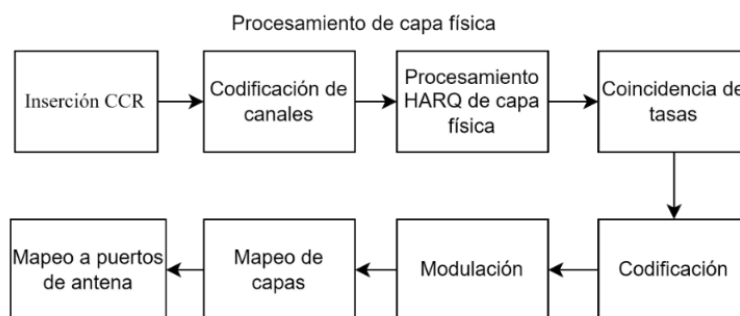 Procesamiento de capa física
Inserción CCR
Codificación de
canales
Procesamiento
HARQ de capa
física
Coincidencia de
tasas
Codificación
Modulación
Mapeo de
capas
Mapeo a puertos
de antena